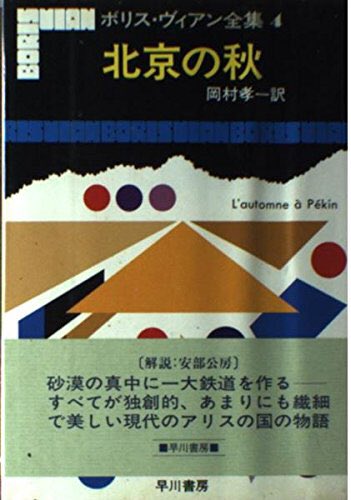 BORIS VIAN
ボリス・ヴィアン全集 4
北京の秋
岡村孝一訳
L'automne à Pékin
〔解説:安部公房〕
砂漠の真中に一大鉄道を作る――
すべてが独創的、あまりにも繊細
で美しい現代のアリスの国の物語
■早川書房■
早川書房